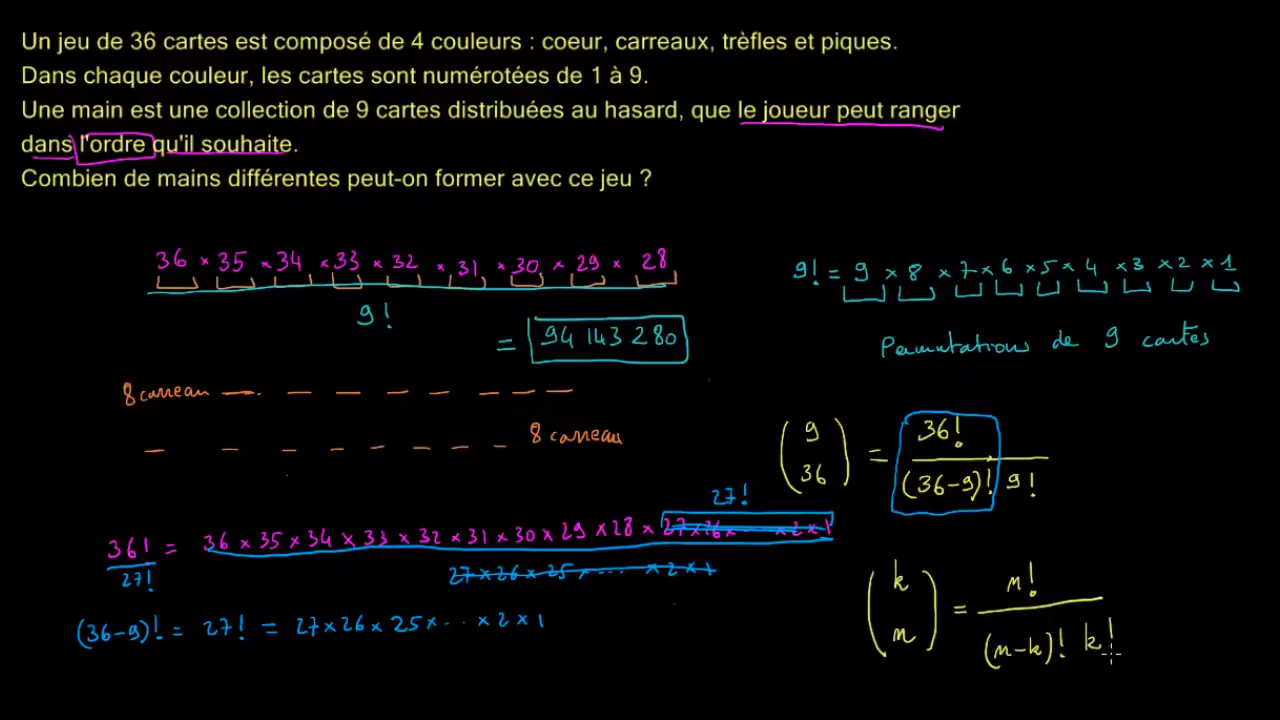 Un jeu de 36 cartes est composé de 4 couleurs : coeur, carreaux, trèfles et piques.
Dans chaque couleur, les cartes sont numérotées de 1 à 9.
Une main est une collection de 9 cartes distribuées au hasard, que le joueur peut ranger
dans l'ordre qu'il souhaite.
Combien de mains différentes peut-on former avec ce jeu ?
36 × 35 × 34 × 33 × 32 × 31 × 30 × 29 × 28
9!
= 94 143 280
9! = 9 × 8 × 7 × 6 × 5 × 4 × 3 × 2 × 1
Permutations de 9 cartes
8 carreau _ _ _ _ _ _ _ _
_ _ _ _ _ _ _ _ 8 carreau
(9 36) = 36! / (36-9)! 9!
27!
36! / 27! = 36 × 35 × 34 × 33 × 32 × 31 × 30 × 29 × 28 × 27 × 26 × ... × 2 × 1
27 × 26 × 25 × ... × 2 × 1
(36-9)! = 27! = 27 × 26 × 25 × ... × 2 × 1
(k n) = n! / (n-k)! k!